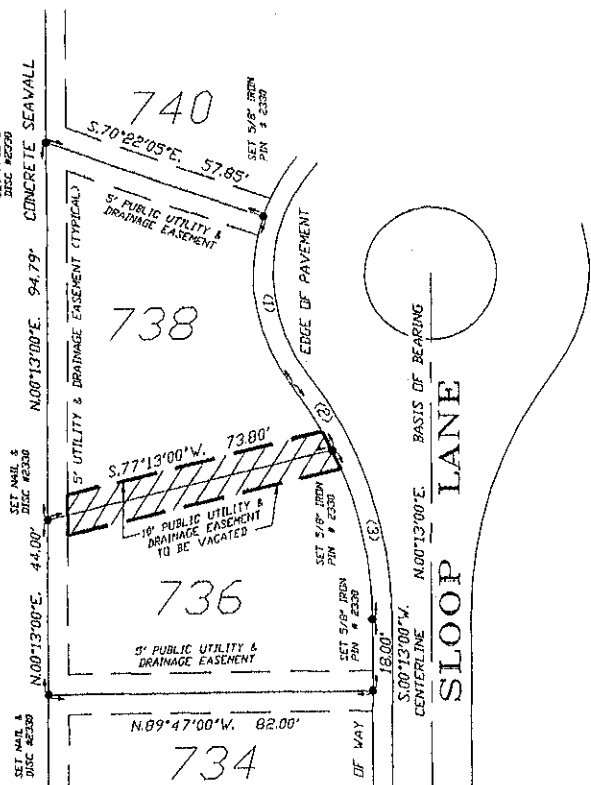 740
S.70°22'05"E. 57.85'
SET 5/8" IRON
PIN # 2330
5' PUBLIC UTILITY &
DRAINAGE EASEMENT
DISC #2330
CONCRETE SEAWALL
N.00°13'00"E. 94.79'
5' UTILITY & DRAINAGE EASEMENT (TYPICAL)
738
(1)
EDGE OF PAVEMENT
(2)
S.77°13'00"W. 73.80'
10' PUBLIC UTILITY &
DRAINAGE EASEMENT
TO BE VACATED
SET NAIL &
DISC #2330
SET 5/8" IRON
PIN # 2330
(3)
N.00°13'00"E. 44.00'
736
5' PUBLIC UTILITY &
DRAINAGE EASEMENT
SET 5/8" IRON
PIN # 2330
18.00'
S.00°13'00"W.
CENTERLINE N.00°13'00"E. BASIS OF BEARING
SLOOP LANE
SET NAIL &
DISC #2330
N.89°47'00"W. 82.00'
734
OF WAY